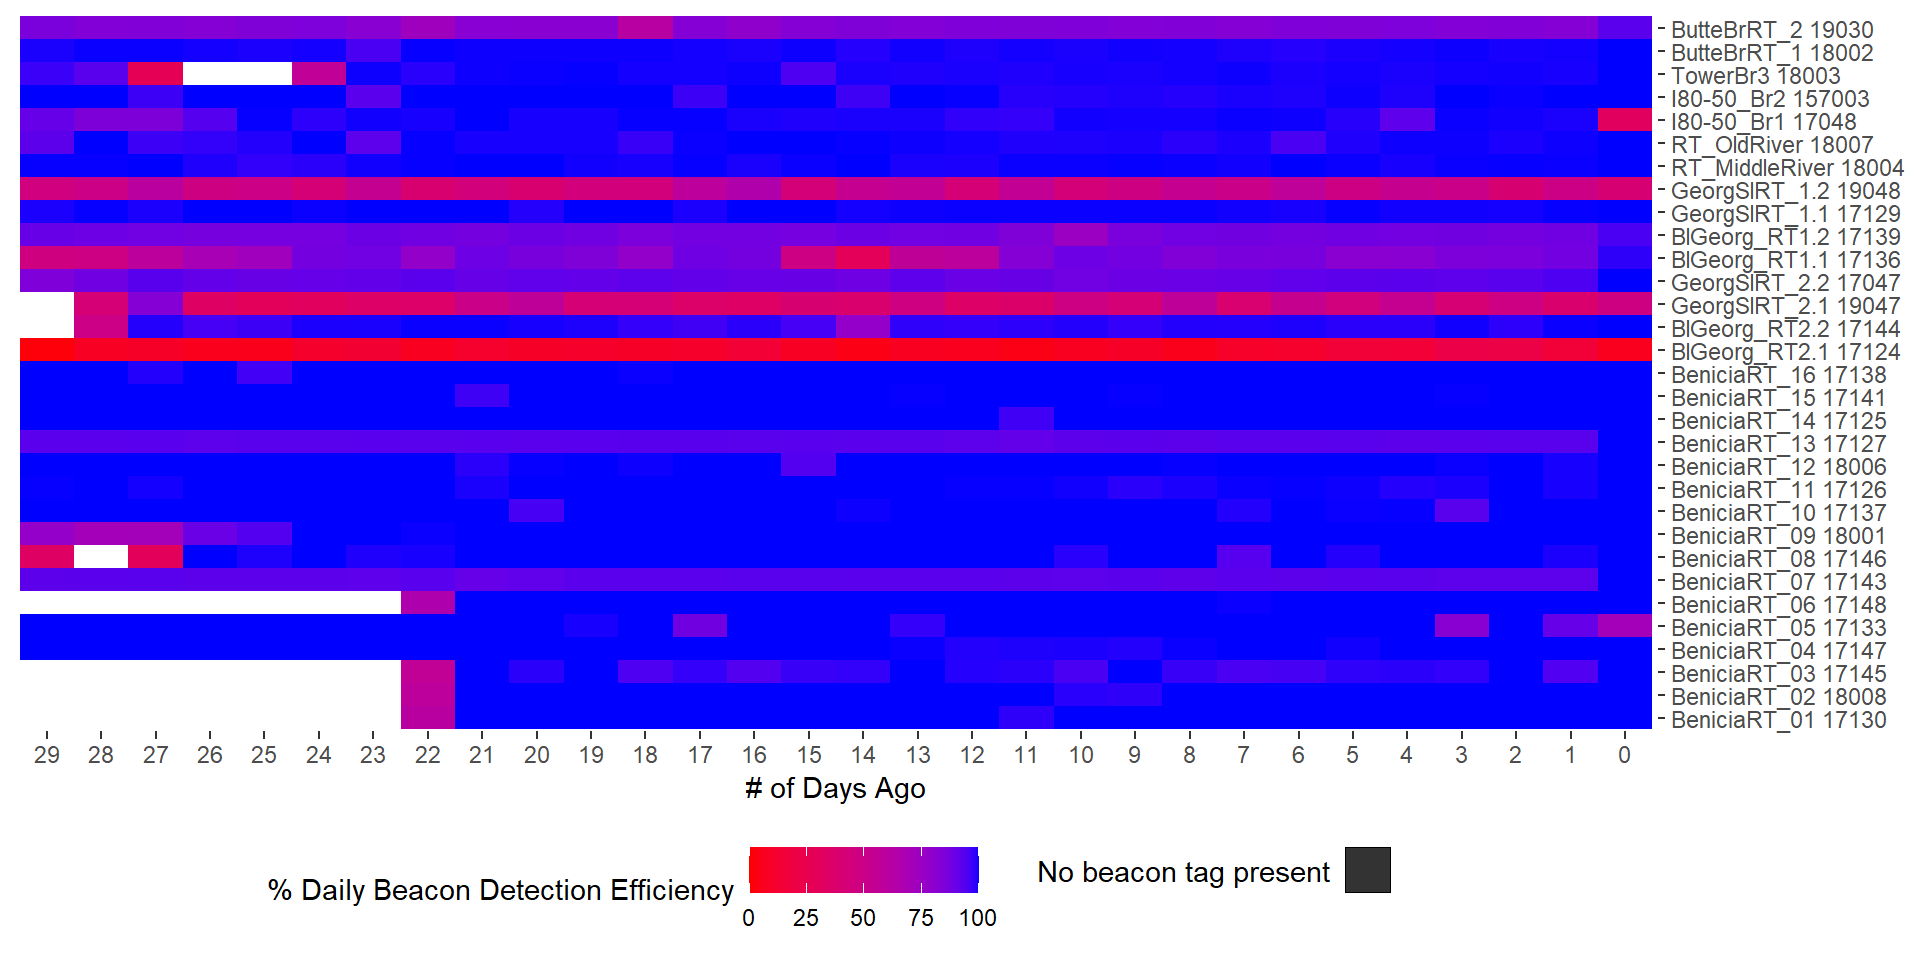 ButteBrRT_2 19030
ButteBrRT_1 18002
TowerBr3 18003
I80-50_Br2 157003
I80-50_Br1 17048
RT_OldRiver 18007
RT_MiddleRiver 18004
GeorgSlRT_1.2 19048
GeorgSlRT_1.1 17129
BlGeorg_RT1.2 17139
BlGeorg_RT1.1 17136
GeorgSlRT_2.2 17047
GeorgSlRT_2.1 19047
BlGeorg_RT2.2 17144
BlGeorg_RT2.1 17124
BeniciaRT_16 17138
BeniciaRT_15 17141
BeniciaRT_14 17125
BeniciaRT_13 17127
BeniciaRT_12 18006
BeniciaRT_11 17126
BeniciaRT_10 17137
BeniciaRT_09 18001
BeniciaRT_08 17146
BeniciaRT_07 17143
BeniciaRT_06 17148
BeniciaRT_05 17133
BeniciaRT_04 17147
BeniciaRT_03 17145
BeniciaRT_02 18008
BeniciaRT_01 17130
29 28 27 26 25 24 23 22 21 20 19 18 17 16 15 14 13 12 11 10 9 8 7 6 5 4 3 2 1 0
# of Days Ago
% Daily Beacon Detection Efficiency
0 25 50 75 100
No beacon tag present